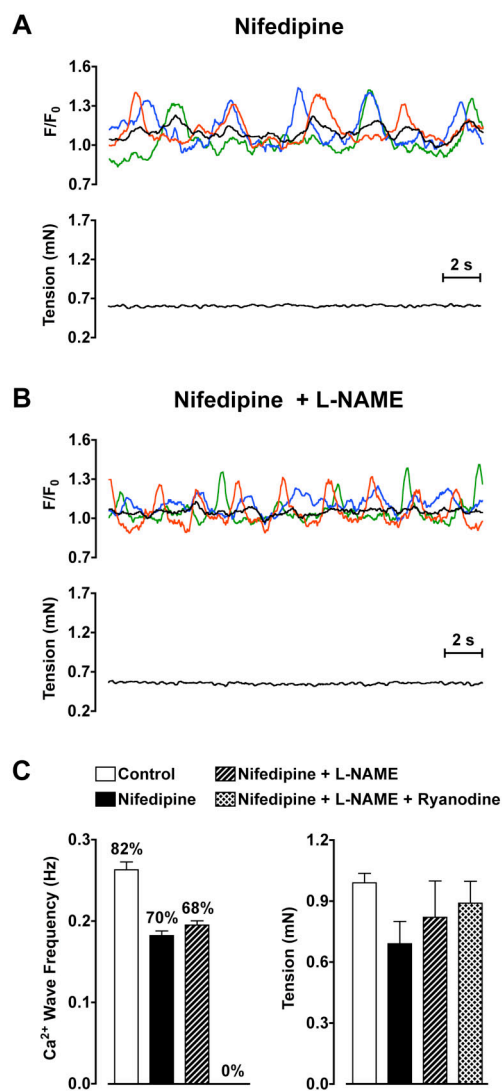 A
Nifedipine
F/F0
1.6
1.3
1.0
0.7
Tension (mN)
1.7
1.2
0.7
0.2
2 s
B
Nifedipine + L-NAME
F/F0
1.6
1.3
1.0
0.7
Tension (mN)
1.7
1.2
0.7
0.2
2 s
C
Control
Nifedipine + L-NAME
Nifedipine
Nifedipine + L-NAME + Ryanodine
Ca2+ Wave Frequency (Hz)
0.3
0.2
0.1
0.0
82%
70%
68%
0%
Tension (mN)
1.2
0.9
0.6
0.3
0.0